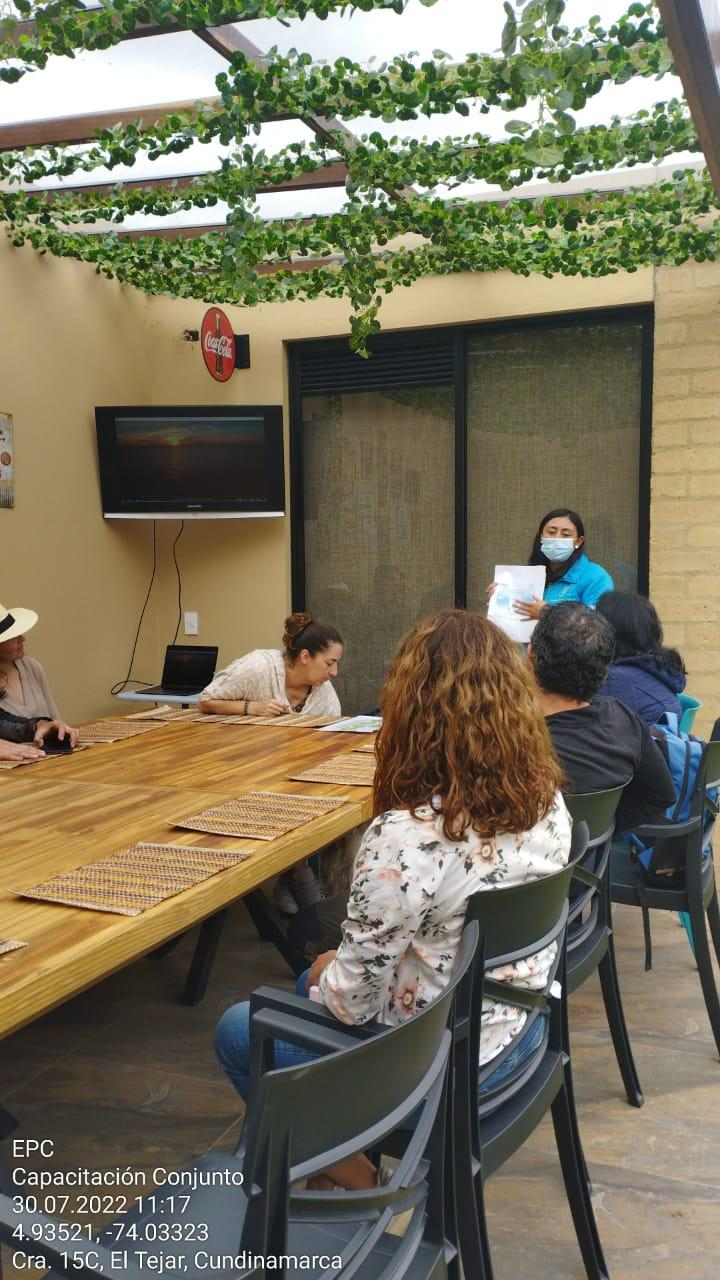 Coca-Cola
EPC
Capacitación Conjunto
30.07.2022 11:17
4.93521, -74.03323
Cra. 15C, El Tejar, Cundinamarca